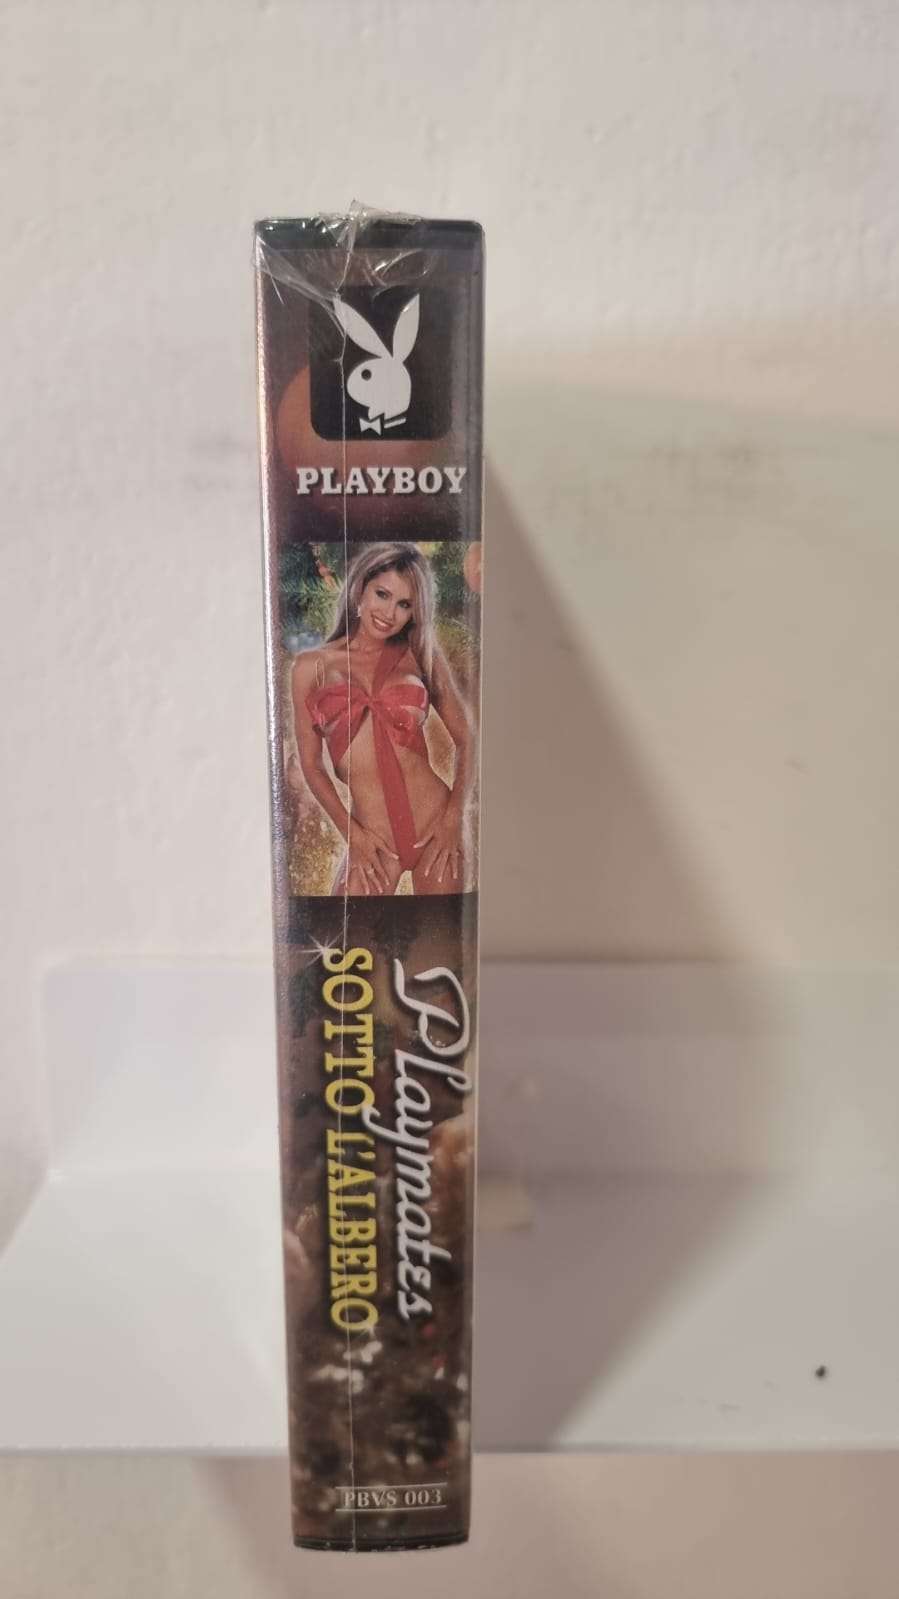 PLAYBOY
Playmates
SOTTO L'ALBERO
PBVS 003